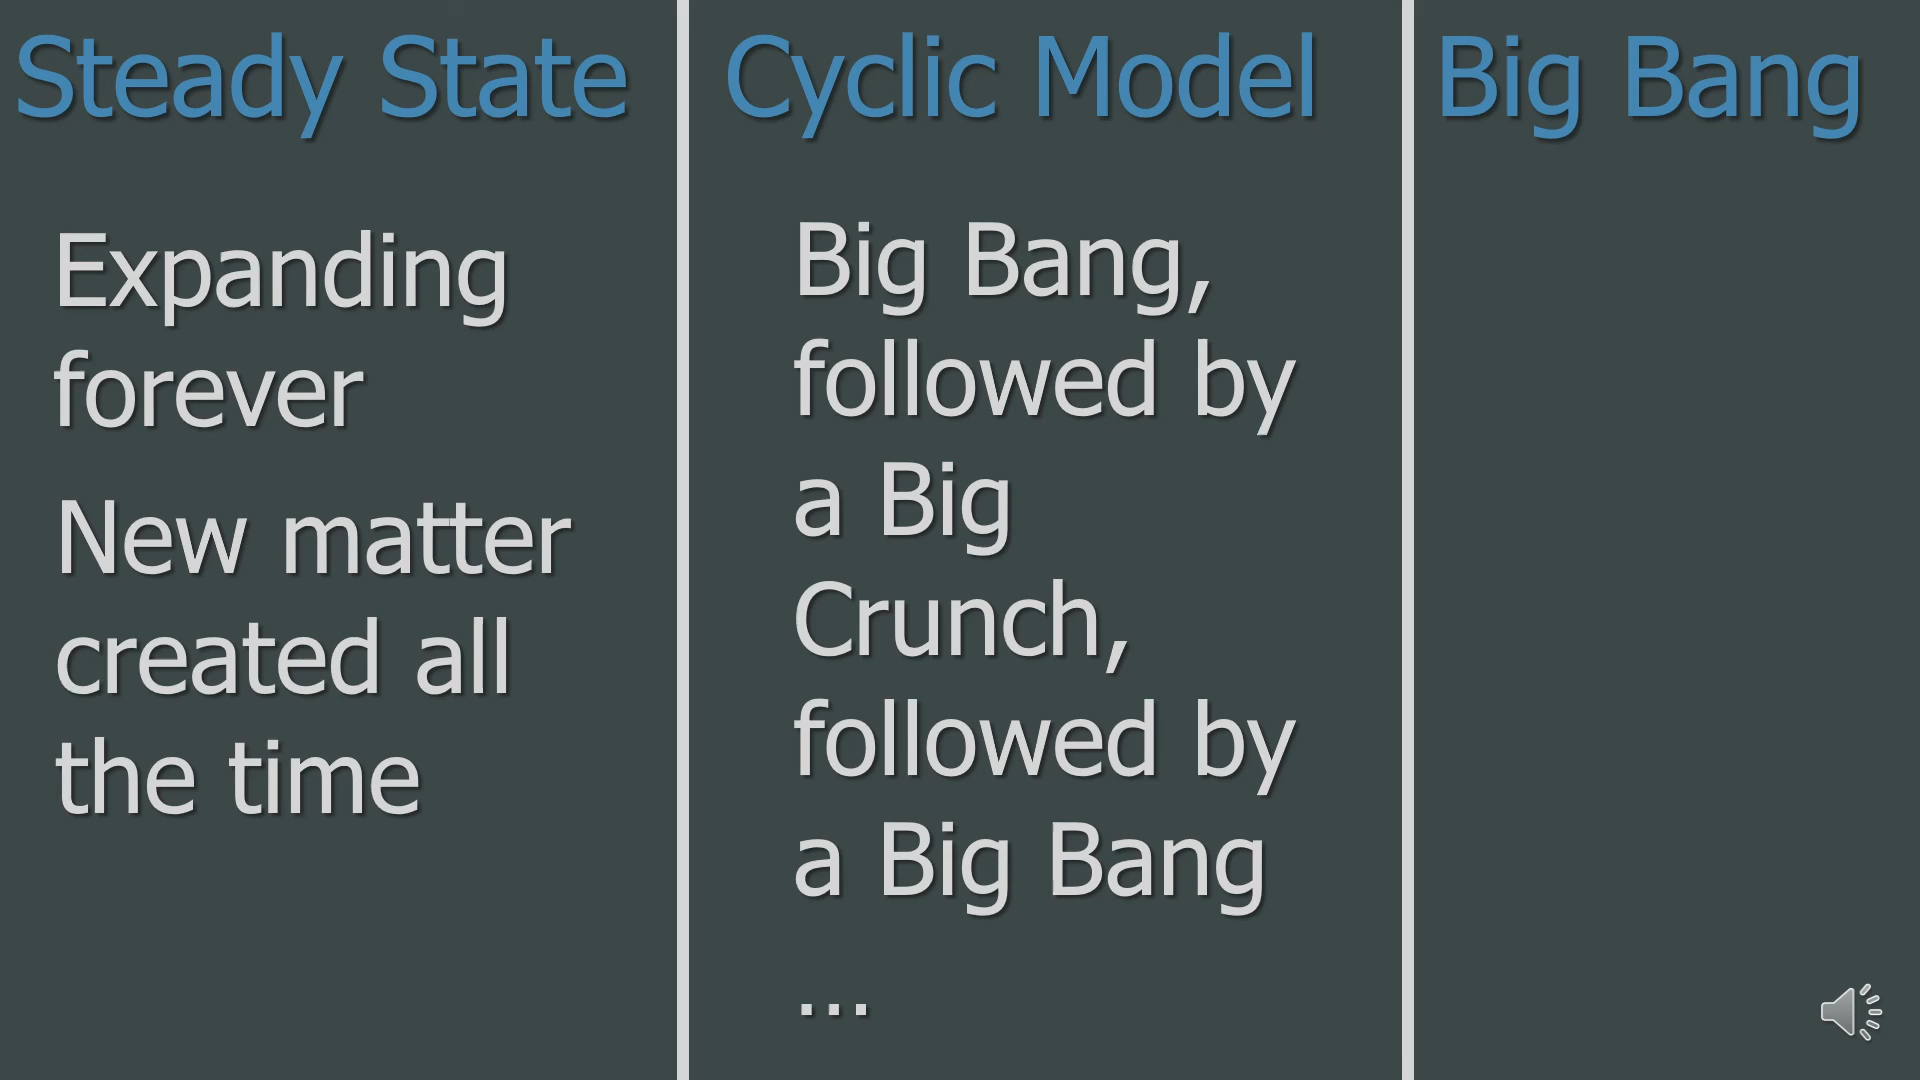 Steady State
Expanding
forever
New matter
created all
the time
Cyclic Model
Big Bang,
followed by
a Big
Crunch,
followed by
a Big Bang
…
Big Bang